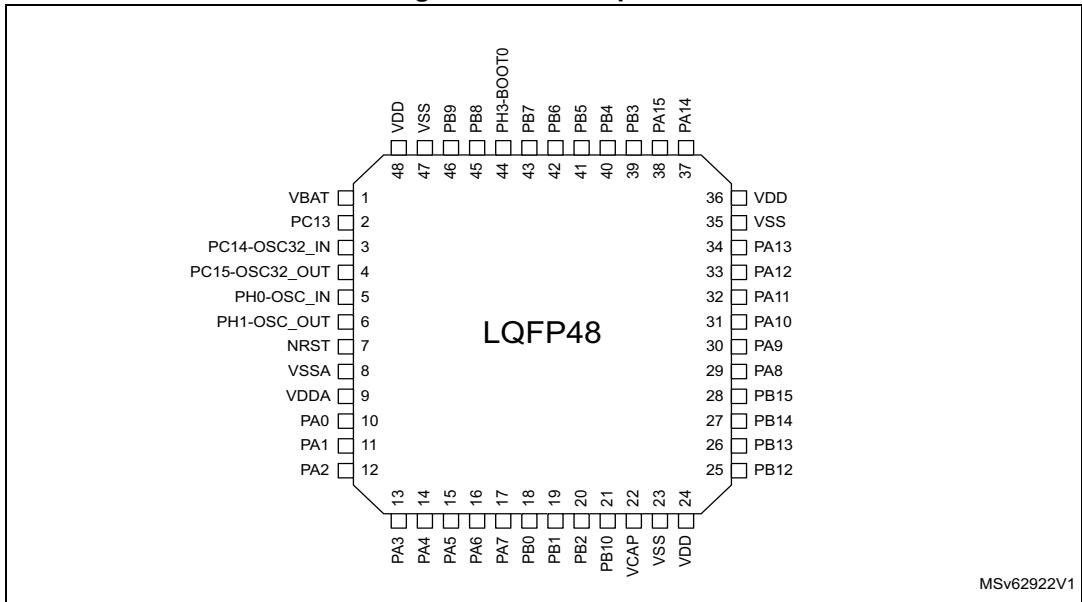 48 VDD
47 VSS
46 PB9
45 PB8
44 PH3-BOOT0
43 PB7
42 PB6
41 PB5
40 PB4
39 PB3
38 PA15
37 PA14
VBAT 1
PC13 2
PC14-OSC32_IN 3
PC15-OSC32_OUT 4
PH0-OSC_IN 5
PH1-OSC_OUT 6
NRST 7
VSSA 8
VDDA 9
PA0 10
PA1 11
PA2 12
LQFP48
36 VDD
35 VSS
34 PA13
33 PA12
32 PA11
31 PA10
30 PA9
29 PA8
28 PB15
27 PB14
26 PB13
25 PB12
PA3 13
PA4 14
PA5 15
PA6 16
PA7 17
PB0 18
PB1 19
PB2 20
PB10 21
VCAP 22
VSS 23
VDD 24
MSv62922V1